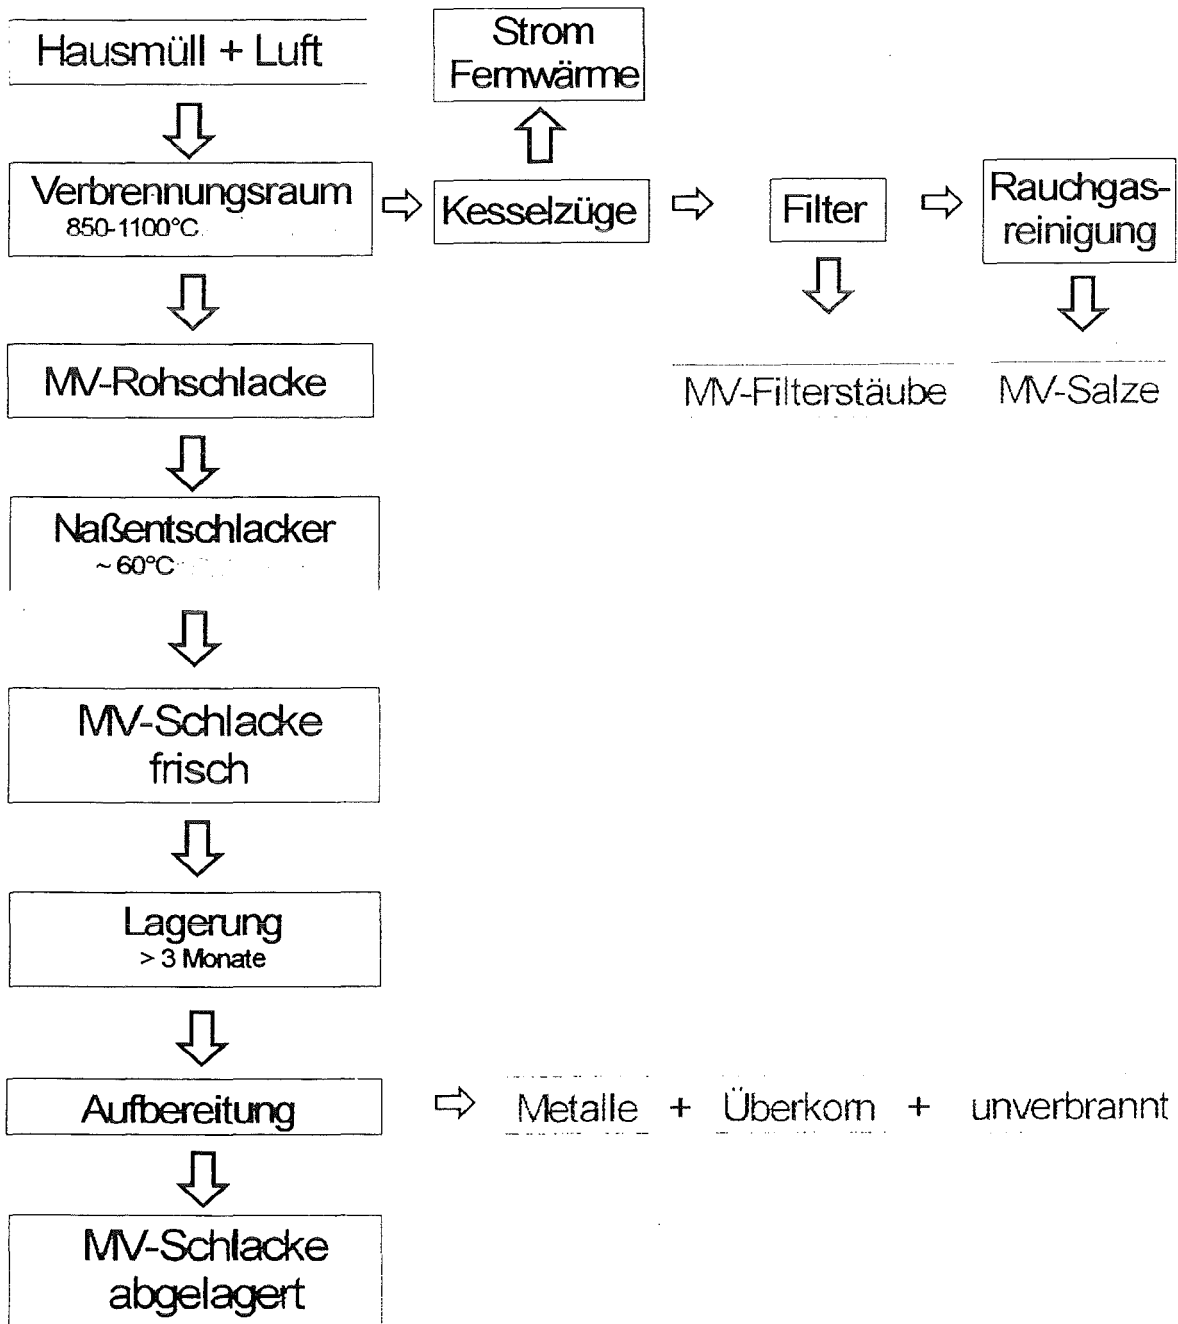 Hausmüll + Luft
Strom
Fernwärme
Verbrennungsraum
850-1100°C
Kesselzüge
Filter
Rauchgas-
reinigung
MV-Rohschlacke
MV-Filterstäube
MV-Salze
Naßentschlacker
~ 60°C
MV-Schlacke
frisch
Lagerung
> 3 Monate
Aufbereitung
Metalle + Überkorn + unverbrannt
MV-Schlacke
abgelagert